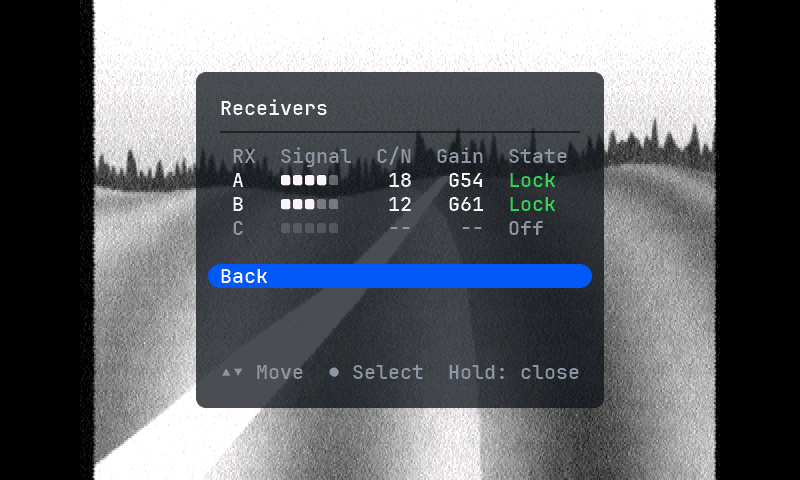 Receivers
RX Signal C/N Gain State
A 18 G54 Lock
B 12 G61 Lock
C -- -- Off
Back
▲▼ Move ● Select Hold: close